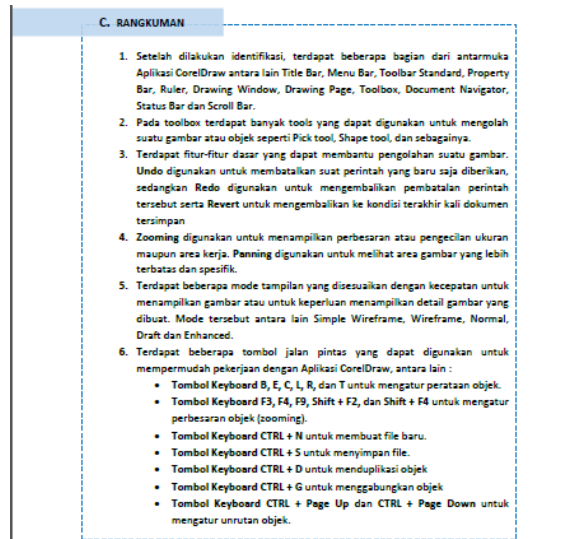 C. RANGKUMAN
1. Setelah dilakukan identifikasi, terdapat beberapa bagian dari antarmuka
Aplikasi CorelDraw antara lain Title Bar, Menu Bar, Toolbar Standard, Property
Bar, Ruler, Drawing Window, Drawing Page, Toolbox, Document Navigator,
Status Bar dan Scroll Bar.
2. Pada toolbox terdapat banyak tools yang dapat digunakan untuk mengolah
suatu gambar atau objek seperti Pick tool, Shape tool, dan sebagainya.
3. Terdapat fitur-fitur dasar yang dapat membantu pengolahan suatu gambar.
Undo digunakan untuk membatalkan suat perintah yang baru saja diberikan,
sedangkan Redo digunakan untuk mengembalikan pembatalan perintah
tersebut serta Revert untuk mengembalikan ke kondisi terakhir kali dokumen
tersimpan
4. Zooming digunakan untuk menampilkan perbesaran atau pengecilan ukuran
maupun area kerja. Panning digunakan untuk melihat area gambar yang lebih
terbatas dan spesifik.
5. Terdapat beberapa mode tampilan yang disesuaikan dengan kecepatan untuk
menampilkan gambar atau untuk keperluan menampilkan detail gambar yang
dibuat. Mode tersebut antara lain Simple Wireframe, Wireframe, Normal,
Draft dan Enhanced.
6. Terdapat beberapa tombol jalan pintas yang dapat digunakan untuk
mempermudah pekerjaan dengan Aplikasi CorelDraw, antara lain :
• Tombol Keyboard B, E, C, L, R, dan T untuk mengatur perataan objek.
• Tombol Keyboard F3, F4, F9, Shift + F2, dan Shift + F4 untuk mengatur
perbesaran objek (zooming).
• Tombol Keyboard CTRL + N untuk membuat file baru.
• Tombol Keyboard CTRL + S untuk menyimpan file.
• Tombol Keyboard CTRL + D untuk menduplikasi objek
• Tombol Keyboard CTRL + G untuk menggabungkan objek
• Tombol Keyboard CTRL + Page Up dan CTRL + Page Down untuk
mengatur unrutan objek.